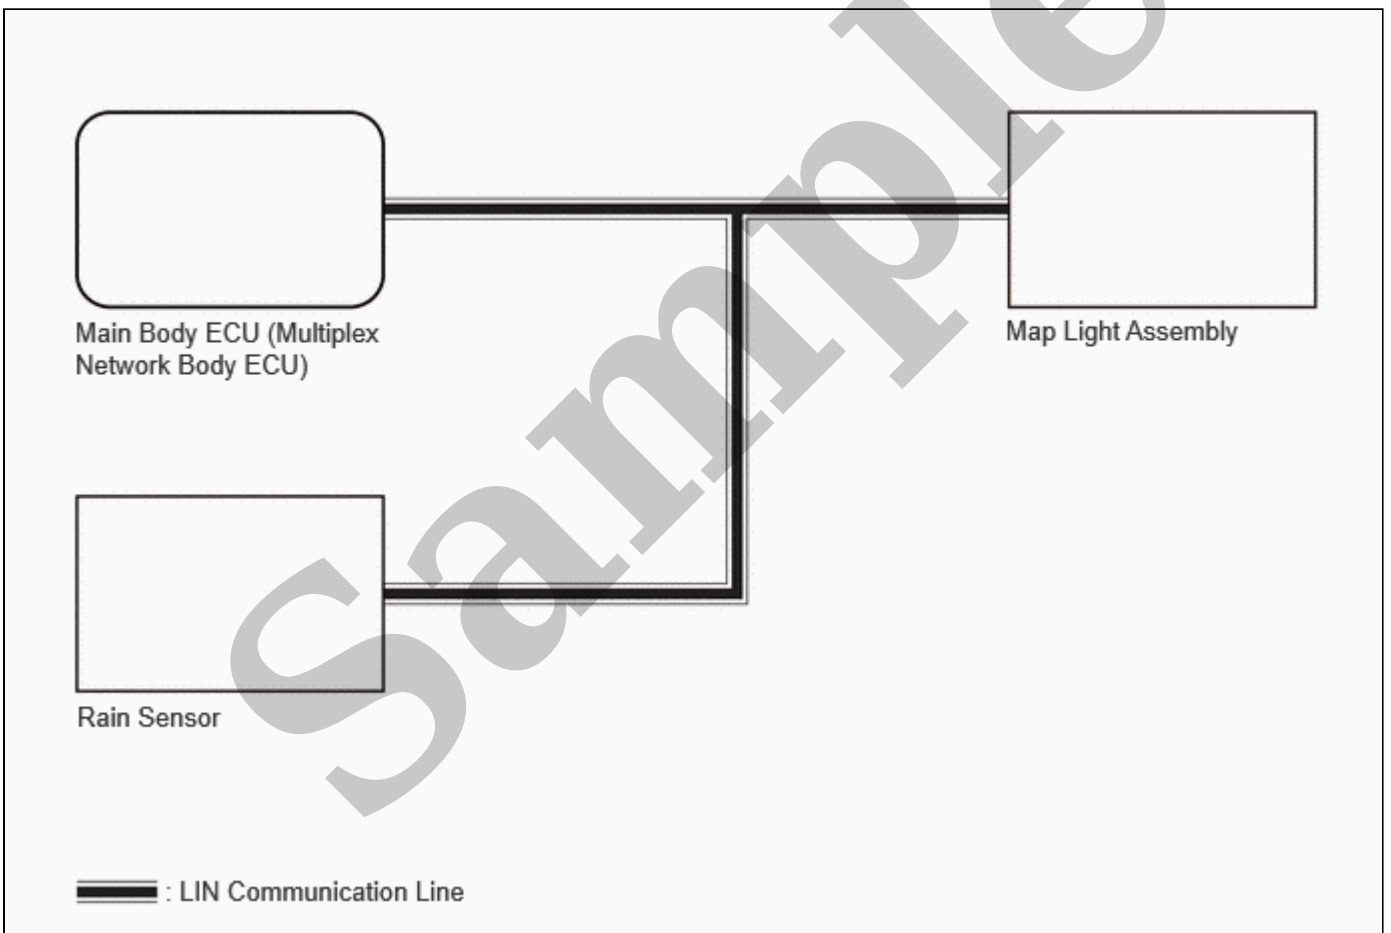 Main Body ECU (Multiplex
Network Body ECU)
Map Light Assembly
Rain Sensor
: LIN Communication Line
Sample